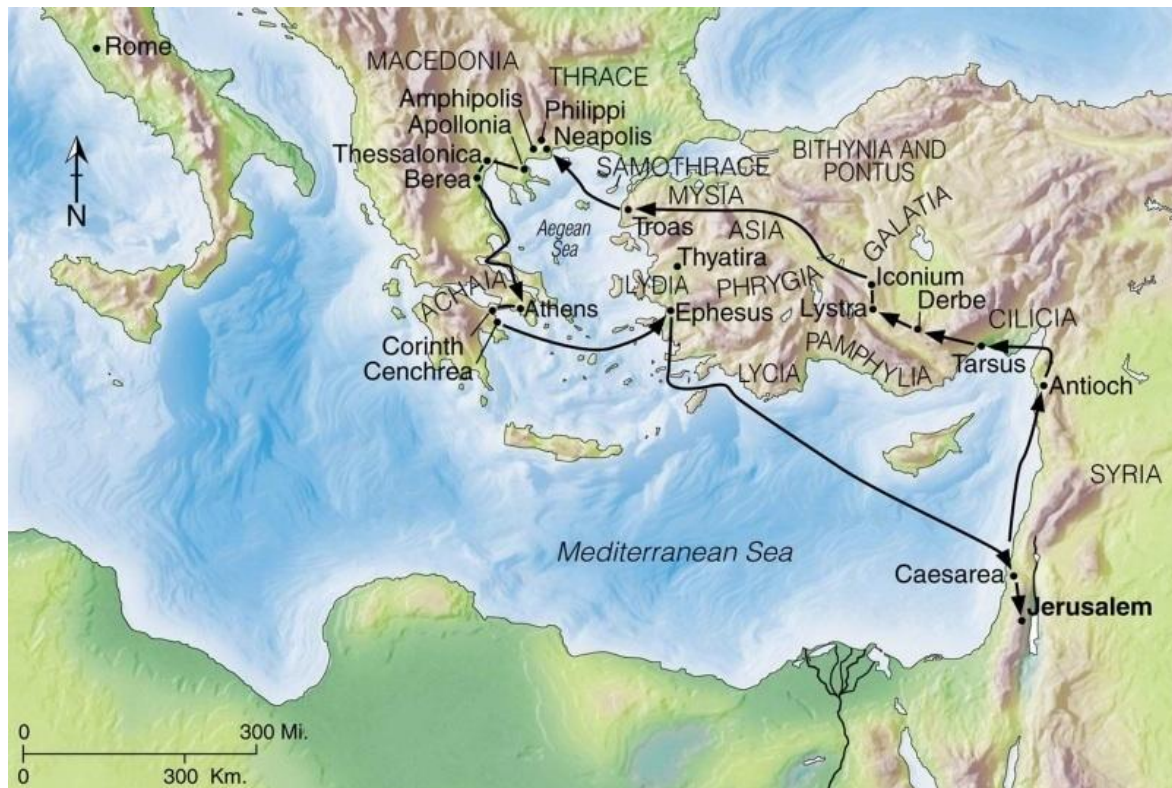 Rome
MACEDONIA
THRACE
Amphipolis
Philippi
Apollonia
Neapolis
Thessalonica
Berea
SAMOTHRACE
BITHYNIA AND
PONTUS
MYSIA
N
Troas
ASIA
GALATIA
Aegean
Sea
Thyatira
LYDIA
PHRYGIA
Iconium
ACHAIA
Athens
Ephesus
Lystra
Derbe
CILICIA
Corinth
Cenchrea
PAMPHYLIA
Tarsus
LYCIA
Antioch
SYRIA
Mediterranean Sea
Caesarea
Jerusalem
0 300 Mi.
0 300 Km.